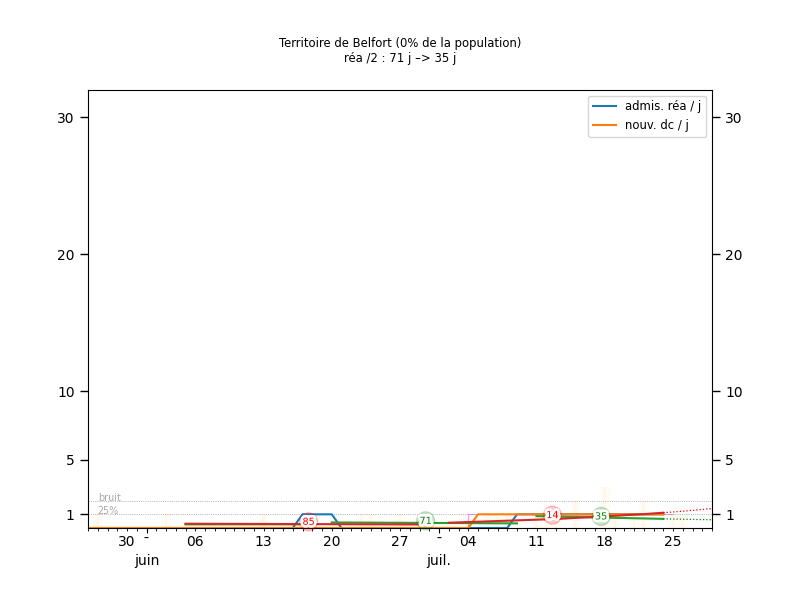 Territoire de Belfort (0% de la population)
réa /2 : 71 j –> 35 j
admis. réa / j
nouv. dc / j
30 30
20 20
10 10
5 5
bruit
25%
1 1
85 71 14 35
30 - 06 13 20 27 - 04 11 18 25
juin juil.